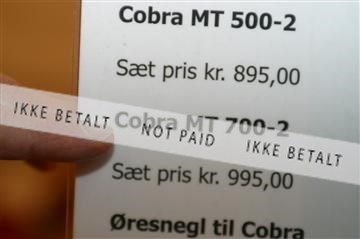 Cobra MT 500-2
Sæt pris kr. 895,00
IKKE BETALT NOT PAID IKKE BETALT
Cobra MT 700-2
Sæt pris kr. 995,00
Øresnegl til Cobra